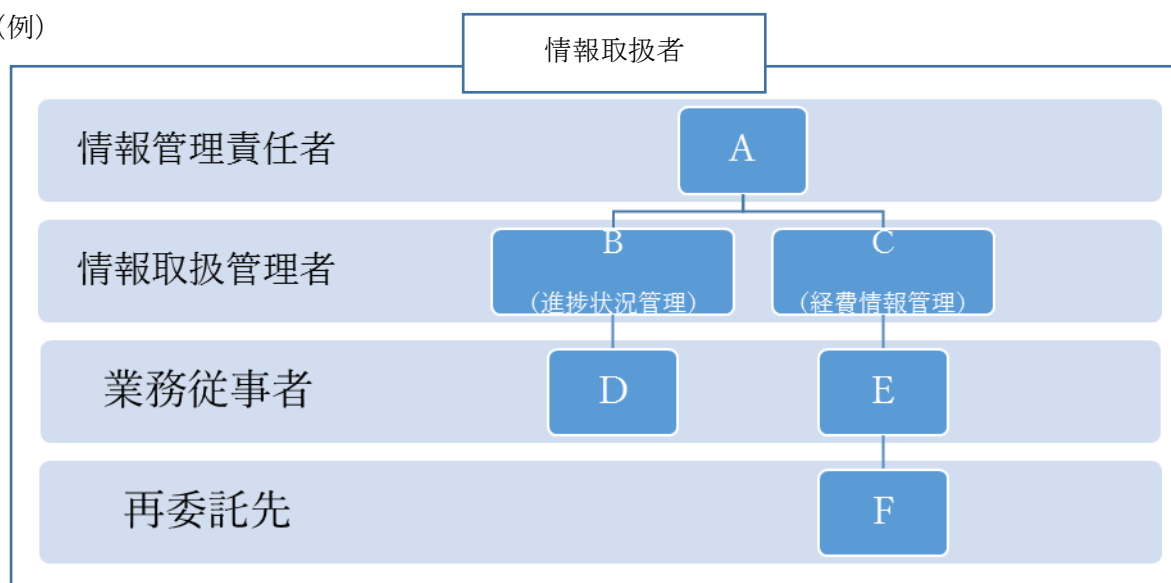 (例)
情報取扱者
情報管理責任者
A
情報取扱管理者
B
(進捗状況管理)
C
(経費情報管理)
業務従事者
D
E
再委託先
F